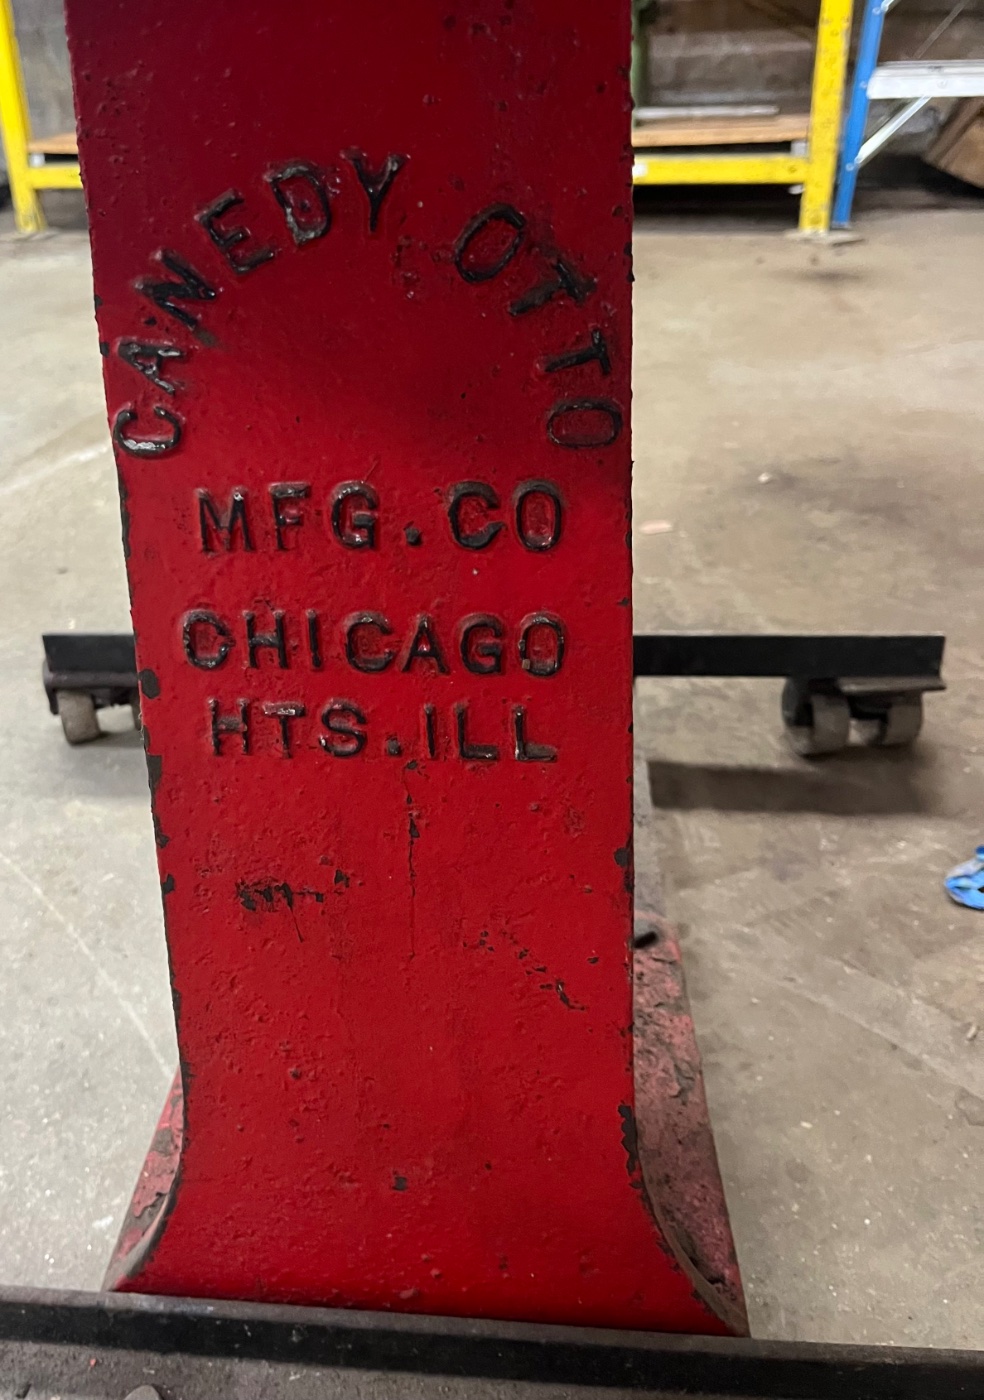 CANEDY OTTO
MFG. CO
CHICAGO
HTS. ILL